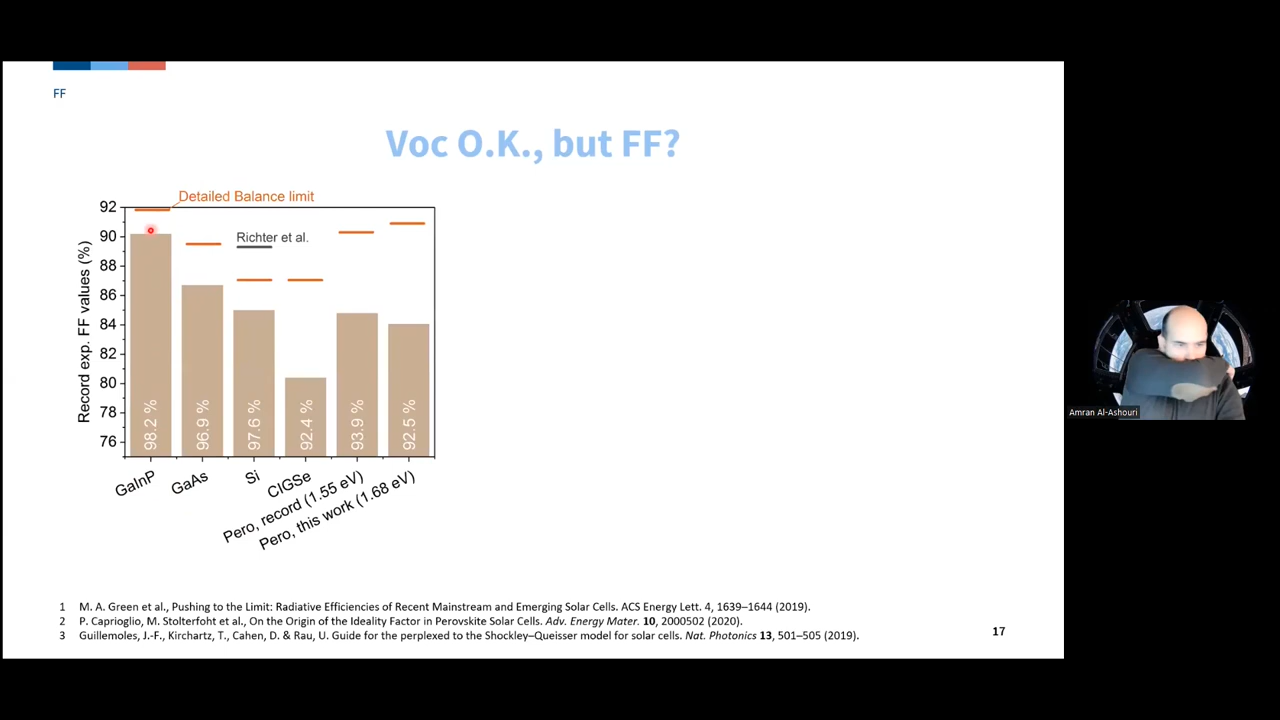 FF
Voc O.K., but FF?
Detailed Balance limit
Richter et al.
Record exp. FF values (%)
92
90
88
86
84
82
80
78
76
98.2 %
96.9 %
97.6 %
92.4 %
93.9 %
92.5 %
GaInP
GaAs
Si
CIGSe
Pero, record (1.55 eV)
Pero, this work (1.68 eV)
Amran Al-Ashouri
1 M. A. Green et al., Pushing to the Limit: Radiative Efficiencies of Recent Mainstream and Emerging Solar Cells. ACS Energy Lett. 4, 1639–1644 (2019).
2 P. Caprioglio, M. Stolterfoht et al., On the Origin of the Ideality Factor in Perovskite Solar Cells. Adv. Energy Mater. 10, 2000502 (2020).
3 Guillemoles, J.-F., Kirchartz, T., Cahen, D. & Rau, U. Guide for the perplexed to the Shockley–Queisser model for solar cells. Nat. Photonics 13, 501–505 (2019).
17